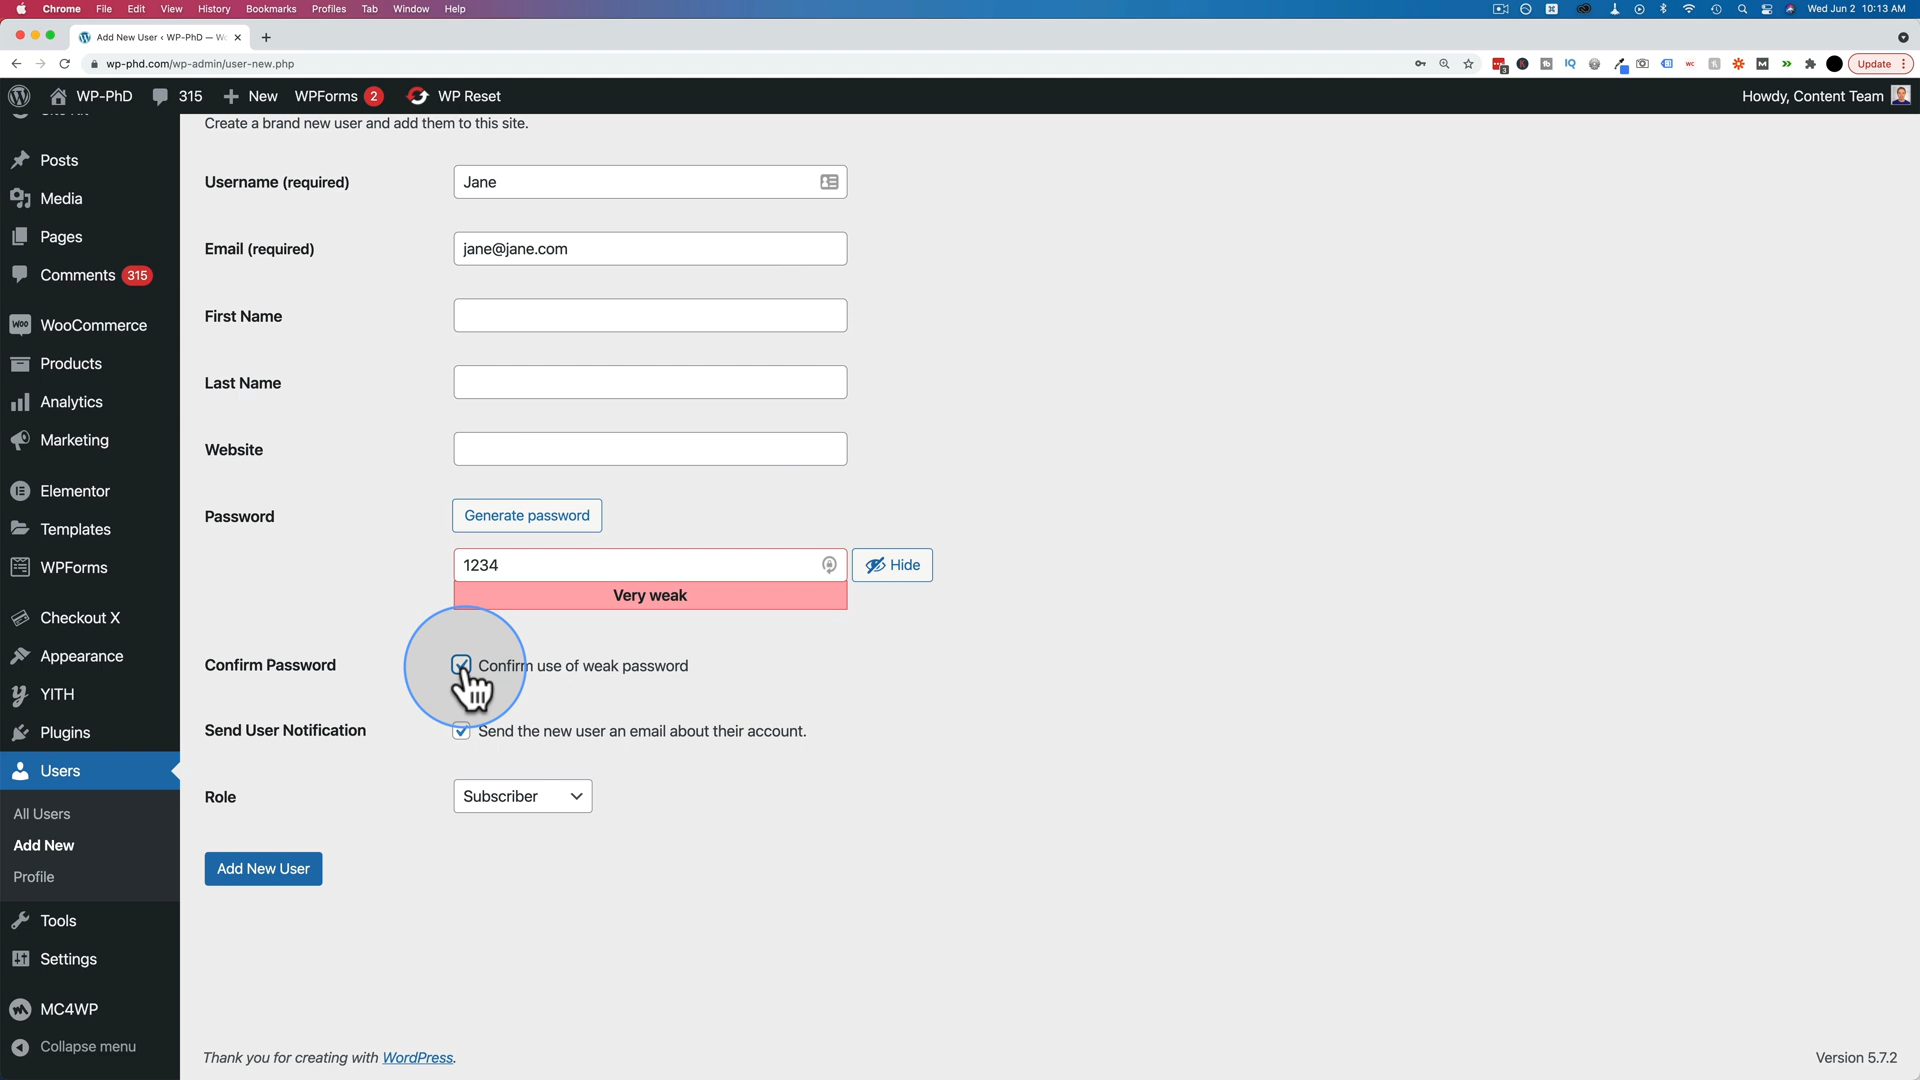 Chrome File Edit View History Bookmarks Profiles Tab Window Help Wed Jun 2 10:13 AM
Add New User ‹ WP-PhD — Wo
wp-phd.com/wp-admin/user-new.php
Update
WP-PhD 315 New WPForms 2 WP Reset Howdy, Content Team
Create a brand new user and add them to this site.
Posts
Media
Pages
Comments 315
WooCommerce
Products
Analytics
Marketing
Elementor
Templates
WPForms
Checkout X
Appearance
YITH
Plugins
Users
All Users
Add New
Profile
Tools
Settings
MC4WP
Collapse menu
Username (required) Jane
Email (required) jane@jane.com
First Name
Last Name
Website
Password Generate password
1234 Hide
Very weak
Confirm Password Confirm use of weak password
Send User Notification Send the new user an email about their account.
Role Subscriber
Add New User
Thank you for creating with WordPress.
Version 5.7.2